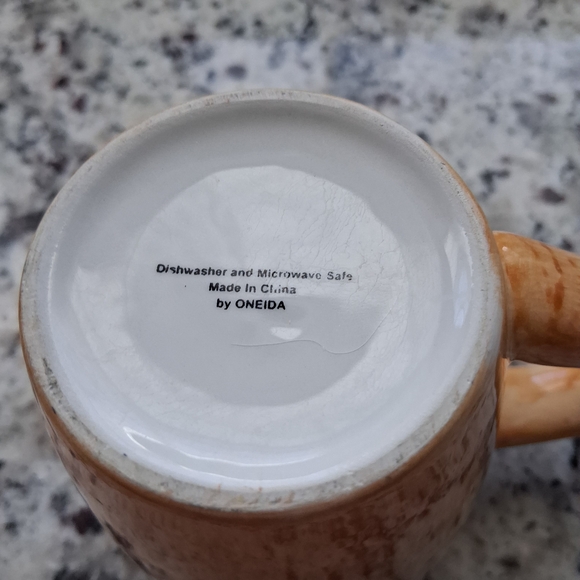 Dishwasher and Microwave Safe
Made In China
by ONEIDA